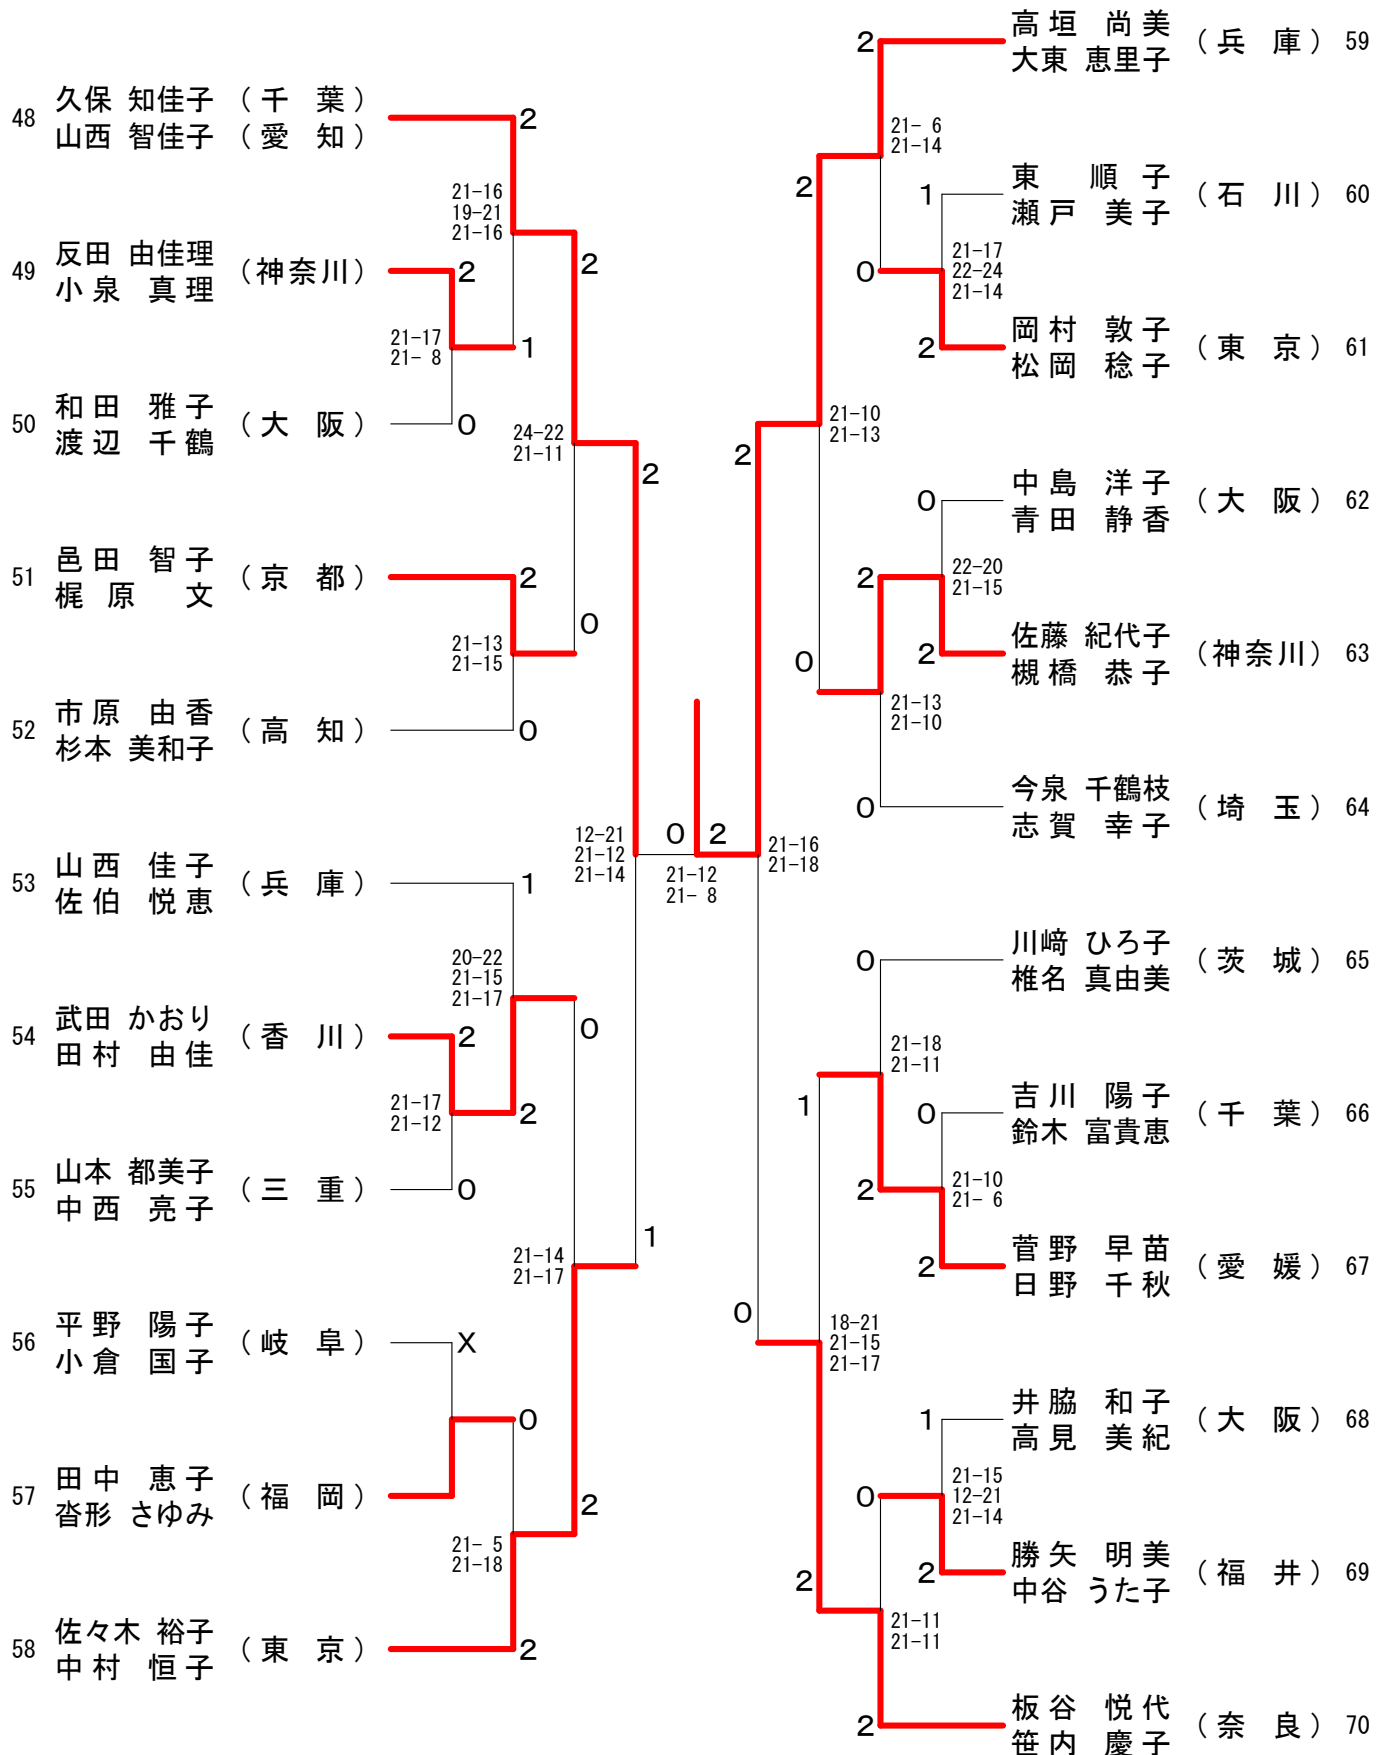 48 久保 知佳子 (千 葉)
山西 智佳子 (愛 知)
2
21-16
19-21
21-16
2
49 反田 由佳理
小泉 真理 (神奈川)
2
21-17
21- 8
1
50 和田 雅子
渡辺 千鶴 (大 阪)
0
24-22
21-11
2
51 邑田 智子
梶原 文 (京 都)
2
21-13
21-15
0
52 市原 由香
杉本 美和子 (高 知)
0
12-21
21-12
21-14
53 山西 佳子
佐伯 悦恵 (兵 庫)
1
20-22
21-15
21-17
0
54 武田 かおり
田村 由佳 (香 川)
2
21-17
21-12
2
55 山本 都美子
中西 亮子 (三 重)
0
21-14
21-17
1
56 平野 陽子
小倉 国子 (岐 阜)
X
0
57 田中 恵子
沓形 さゆみ (福 岡)
2
21- 5
21-18
58 佐々木 裕子
中村 恒子 (東 京)
2
0 2
21-12
21- 8
2
高垣 尚美
大東 恵里子 (兵 庫) 59
21- 6
21-14
2
1
東 順子
瀬戸 美子 (石 川) 60
0
21-17
22-24
21-14
2
岡村 敦子
松岡 稔子 (東 京) 61
21-10
21-13
2
0
中島 洋子
青田 静香 (大 阪) 62
2
22-20
21-15
0
2
佐藤 紀代子
槻橋 恭子 (神奈川) 63
21-13
21-10
0
今泉 千鶴枝
志賀 幸子 (埼 玉) 64
21-16
21-18
0
川﨑 ひろ子
椎名 真由美 (茨 城) 65
21-18
21-11
1
0
吉川 陽子
鈴木 富貴恵 (千 葉) 66
2
21-10
21- 6
2
菅野 早苗
日野 千秋 (愛 媛) 67
0
18-21
21-15
21-17
1
井脇 和子
高見 美紀 (大 阪) 68
0
21-15
12-21
21-14
2
2
勝矢 明美
中谷 うた子 (福 井) 69
21-11
21-11
2
板谷 悦代
笹内 慶子 (奈 良) 70